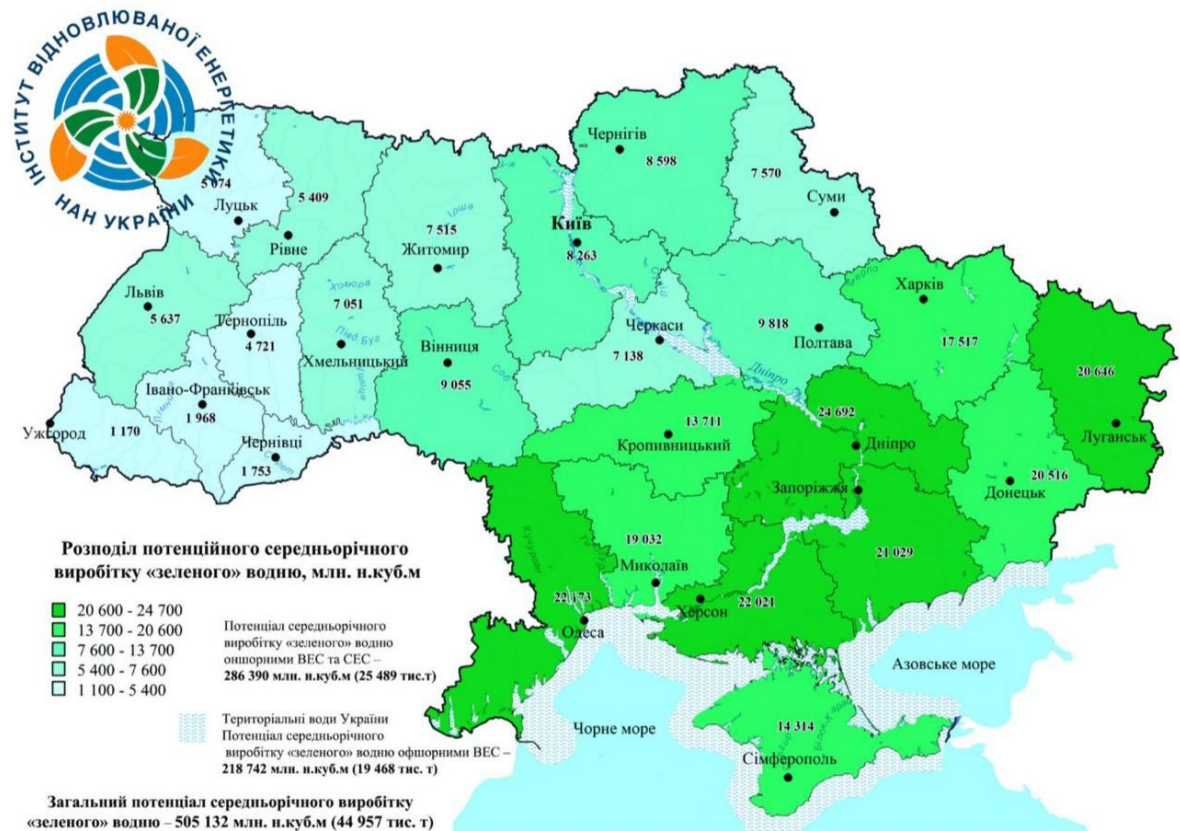 ІНСТИТУТ ВІДНОВЛЮВАНОЇ ЕНЕРГЕТИКИ
НАН УКРАЇНИ
5 074
Луцьк
5 409
Рівне
7 515
Житомир
Київ
8 263
Чернігів
8 598
7 570
Суми
Львів
5 637
Тернопіль
4 721
Хомора
7 051
Півд. Буг
Хмельницький
Вінниця
9 055
Черкаси
7 138
9 818
Полтава
Харків
17 517
20 646
Луганськ
Івано-Франківськ
1 968
Ужгород
1 170
Чернівці
1 753
Дніпро
24 692
Дніпро
13 711
Кропивницький
Запоріжжя
20 516
Донецьк
19 032
Миколаїв
21 029
22 173
Одеса
Херсон
22 021
Азовське море
Чорне море
14 314
Сімферополь
Розподіл потенційного середньорічного
виробітку «зеленого» водню, млн. н.куб.м
20 600 - 24 700
13 700 - 20 600
7 600 - 13 700
5 400 - 7 600
1 100 - 5 400
Потенціал середньорічного
виробітку «зеленого» водню
оншорними ВЕС та СЕС –
286 390 млн. н.куб.м (25 489 тис.т)
Територіальні води України
Потенціал середньорічного
виробітку «зеленого» водню офшорними ВЕС –
218 742 млн. н.куб.м (19 468 тис. т)
Загальний потенціал середньорічного виробітку
«зеленого» водню – 505 132 млн. н.куб.м (44 957 тис. т)